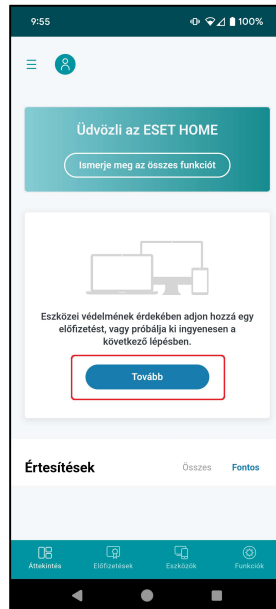 9:55
100%
Üdvözli az ESET HOME
Ismerje meg az összes funkciót
Eszközei védelmének érdekében adjon hozzá egy
előfizetést, vagy próbálja ki ingyenesen a
következő lépésben.
Tovább
Értesítések
Összes
Fontos
Áttekintés
Előfizetések
Eszközök
Funkciók